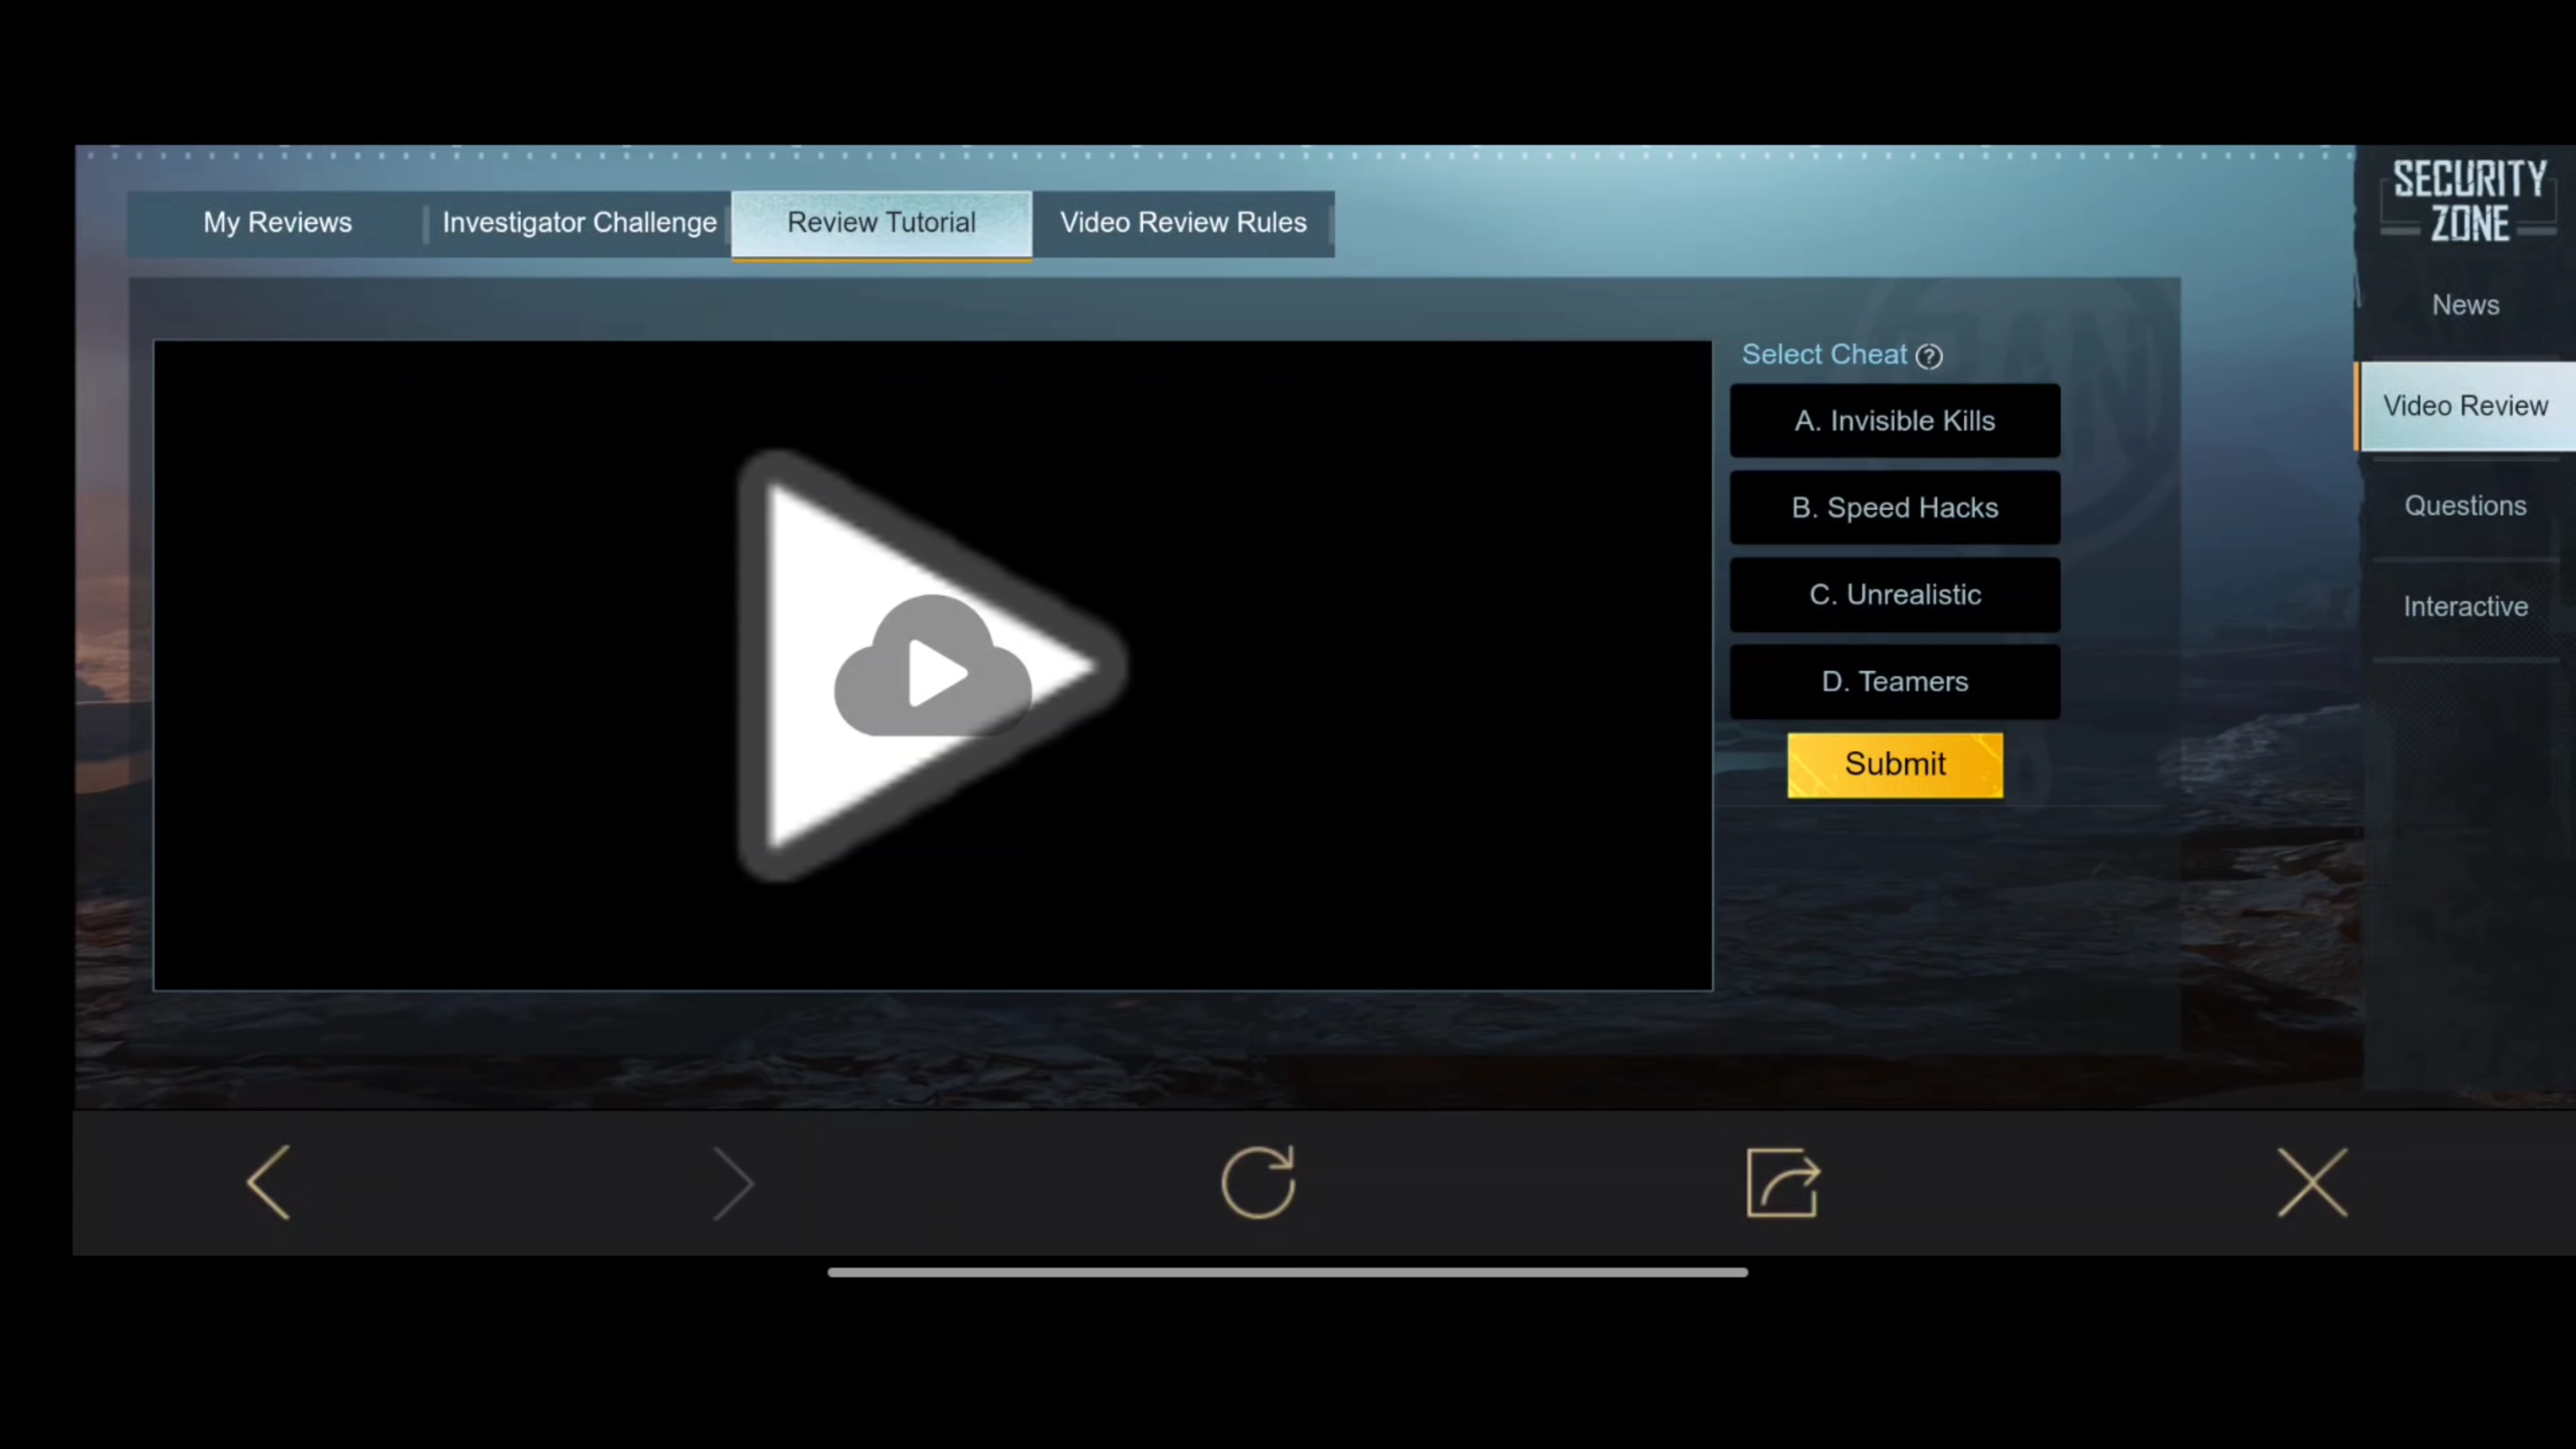 My Reviews
Investigator Challenge
Review Tutorial
Video Review Rules
SECURITY
ZONE
News
Video Review
Questions
Interactive
Select Cheat ?
A. Invisible Kills
B. Speed Hacks
C. Unrealistic
D. Teamers
Submit